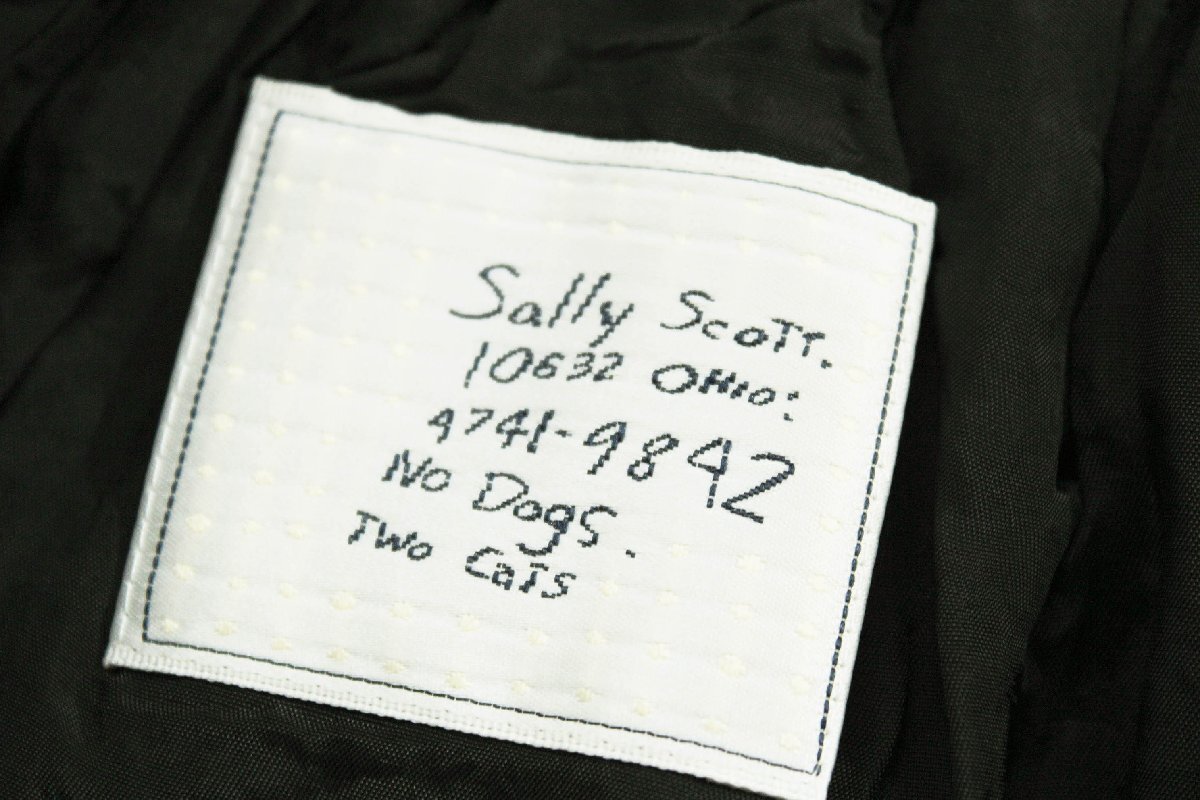 Sally Scott.
10632 OHIO:
4741-9842
No Dogs.
Two Cats